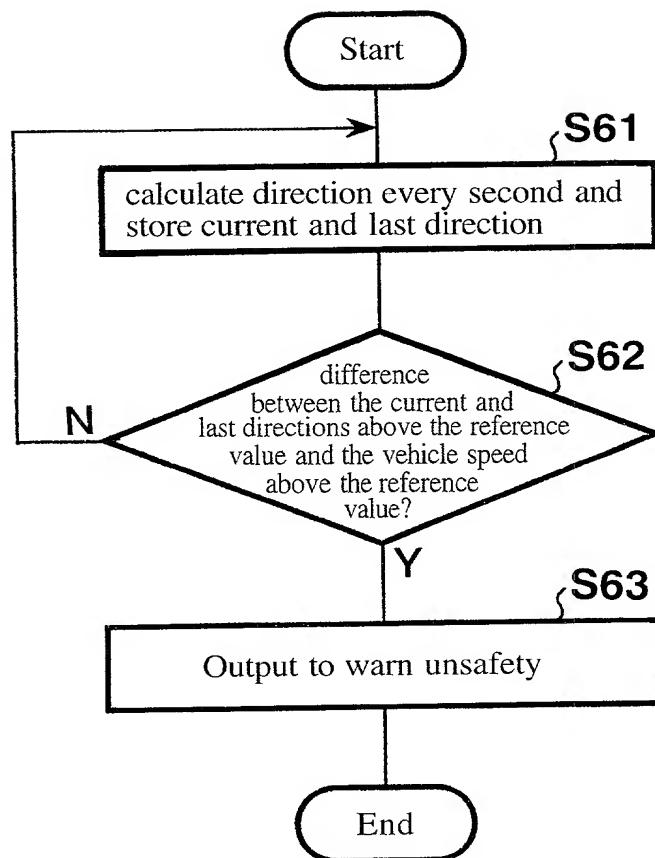 Start
S61
calculate direction every second and
store current and last direction
S62
difference
between the current and
last directions above the reference
value and the vehicle speed
above the reference
value?
N
Y
S63
Output to warn unsafety
End